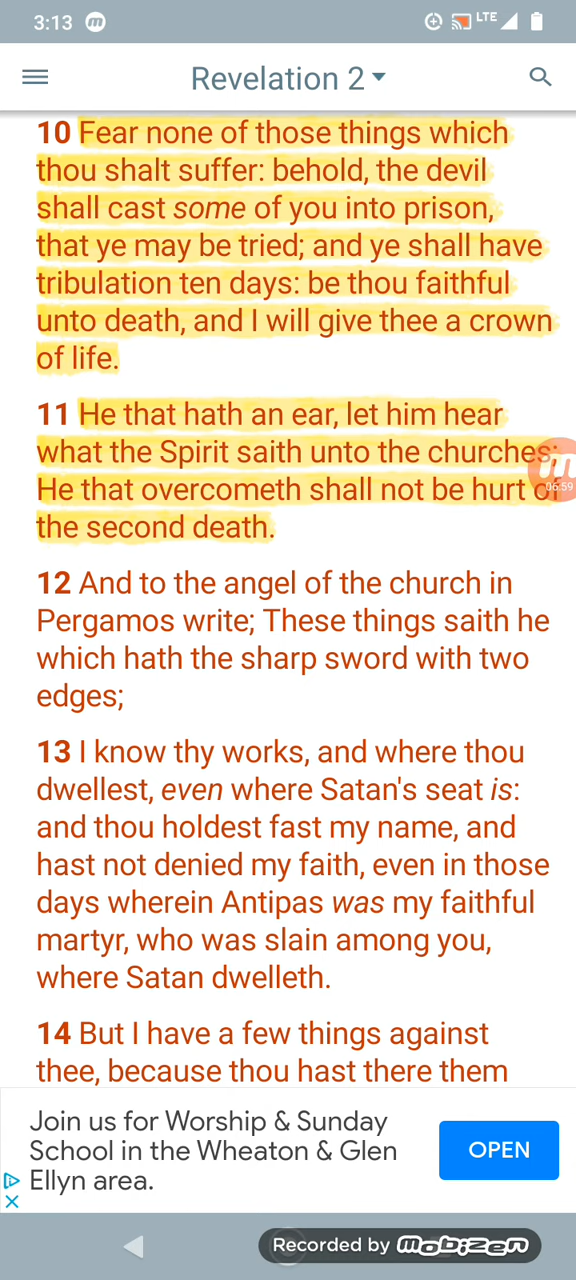 3:13 m LTE
Revelation 2
10 Fear none of those things which
thou shalt suffer: behold, the devil
shall cast some of you into prison,
that ye may be tried; and ye shall have
tribulation ten days: be thou faithful
unto death, and I will give thee a crown
of life.
11 He that hath an ear, let him hear
what the Spirit saith unto the churches;
He that overcometh shall not be hurt of
the second death.
m
06:59
12 And to the angel of the church in
Pergamos write; These things saith he
which hath the sharp sword with two
edges;
13 I know thy works, and where thou
dwellest, even where Satan's seat is:
and thou holdest fast my name, and
hast not denied my faith, even in those
days wherein Antipas was my faithful
martyr, who was slain among you,
where Satan dwelleth.
14 But I have a few things against
thee, because thou hast there them
Join us for Worship & Sunday
School in the Wheaton & Glen
Ellyn area.
OPEN
Recorded by mobizen